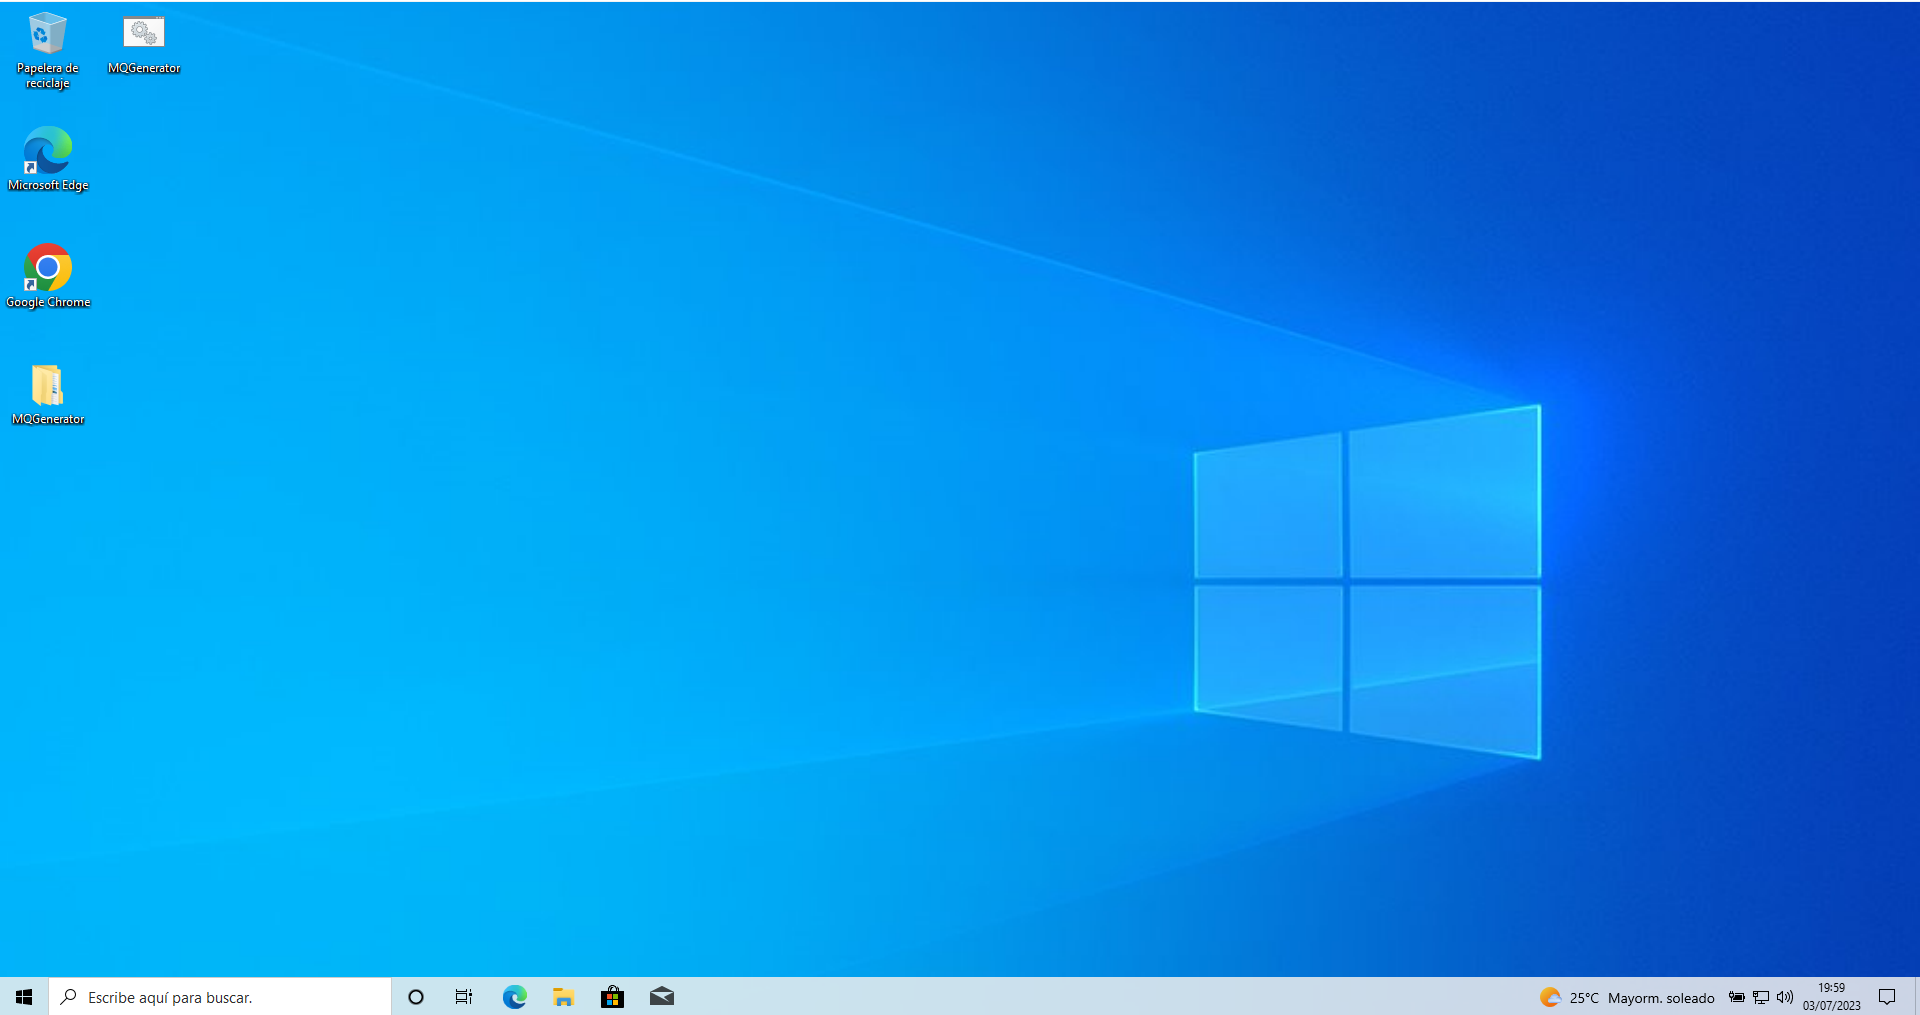 Papelera de
reciclaje
MQGenerator
Microsoft Edge
Google Chrome
MQGenerator
Escribe aquí para buscar.
25°C Mayorm. soleado
19:59
03/07/2023